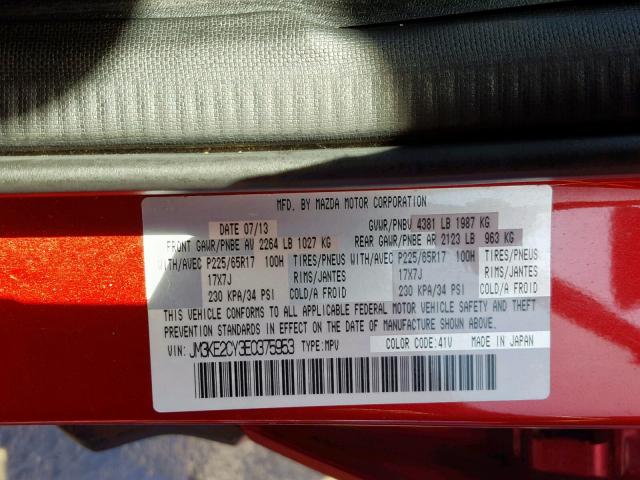 MFD. BY MAZDA MOTOR CORPORATION
DATE 07/13 GVWR/PNBV 4381 LB 1987 KG
FRONT GAWR/PNBE AV 2264 LB 1027 KG REAR GAWR/PNBE AR 2123 LB 963 KG
WITH/AVEC P225/65R17 100H TIRES/PNEUS WITH/AVEC P225/65R17 100H TIRES/PNEUS
17X7J RIMS/JANTES 17X7J RIMS/JANTES
230 KPA/34 PSI COLD/A FROID 230 KPA/34 PSI COLD/A FROID
THIS VEHICLE CONFORMS TO ALL APPLICABLE FEDERAL MOTOR VEHICLE SAFETY AND THEFT
PREVENTION STANDARDS IN EFFECT ON THE DATE OF MANUFACTURE SHOWN ABOVE.
VIN: JM3KE2CY3E0375953 TYPE:MPV COLOR CODE:41V MADE IN JAPAN